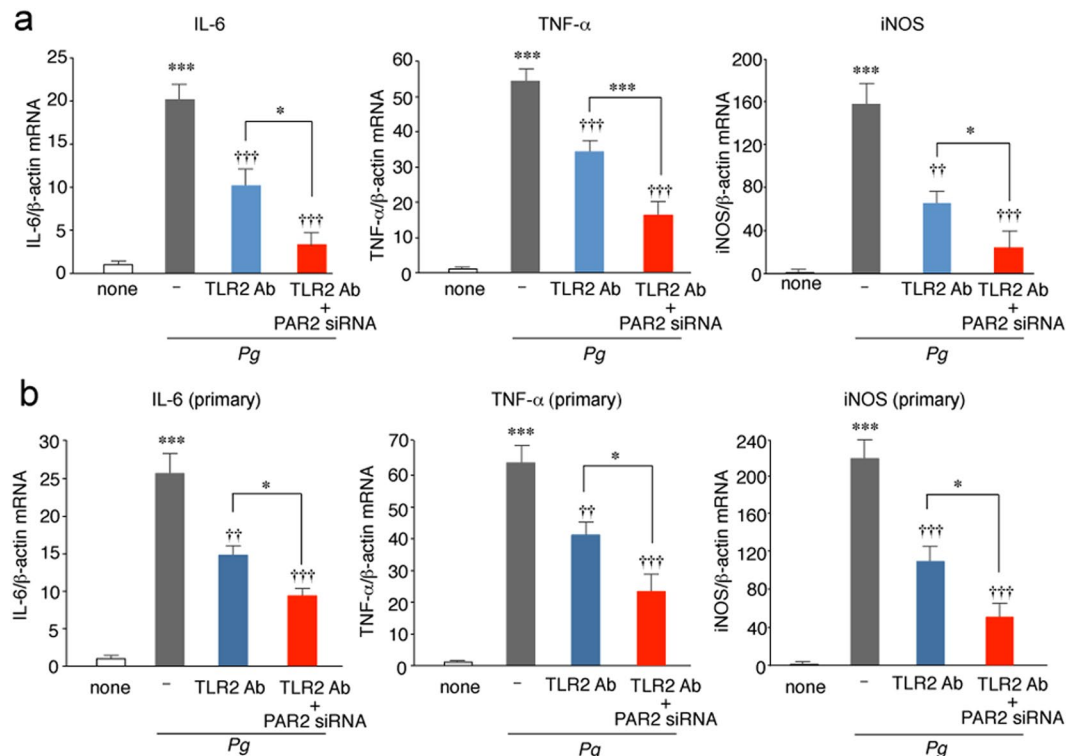 a
IL-6
IL-6/β-actin mRNA
25
20
15
10
5
0
***
†††
*
†††
none
–
TLR2 Ab
TLR2 Ab
+
PAR2 siRNA
Pg
TNF-α
TNF-α/β-actin mRNA
60
50
40
30
20
10
0
***
†††
***
†††
none
–
TLR2 Ab
TLR2 Ab
+
PAR2 siRNA
Pg
iNOS
iNOS/β-actin mRNA
200
160
120
80
40
0
***
††
*
†††
none
–
TLR2 Ab
TLR2 Ab
+
PAR2 siRNA
Pg
b
IL-6 (primary)
IL-6/β-actin mRNA
30
25
20
15
10
5
0
***
††
*
†††
none
–
TLR2 Ab
TLR2 Ab
+
PAR2 siRNA
Pg
TNF-α (primary)
TNF-α/β-actin mRNA
70
60
50
40
30
20
10
0
***
††
*
†††
none
–
TLR2 Ab
TLR2 Ab
+
PAR2 siRNA
Pg
iNOS (primary)
iNOS/β-actin mRNA
240
200
160
120
80
40
0
***
†††
*
†††
none
–
TLR2 Ab
TLR2 Ab
+
PAR2 siRNA
Pg